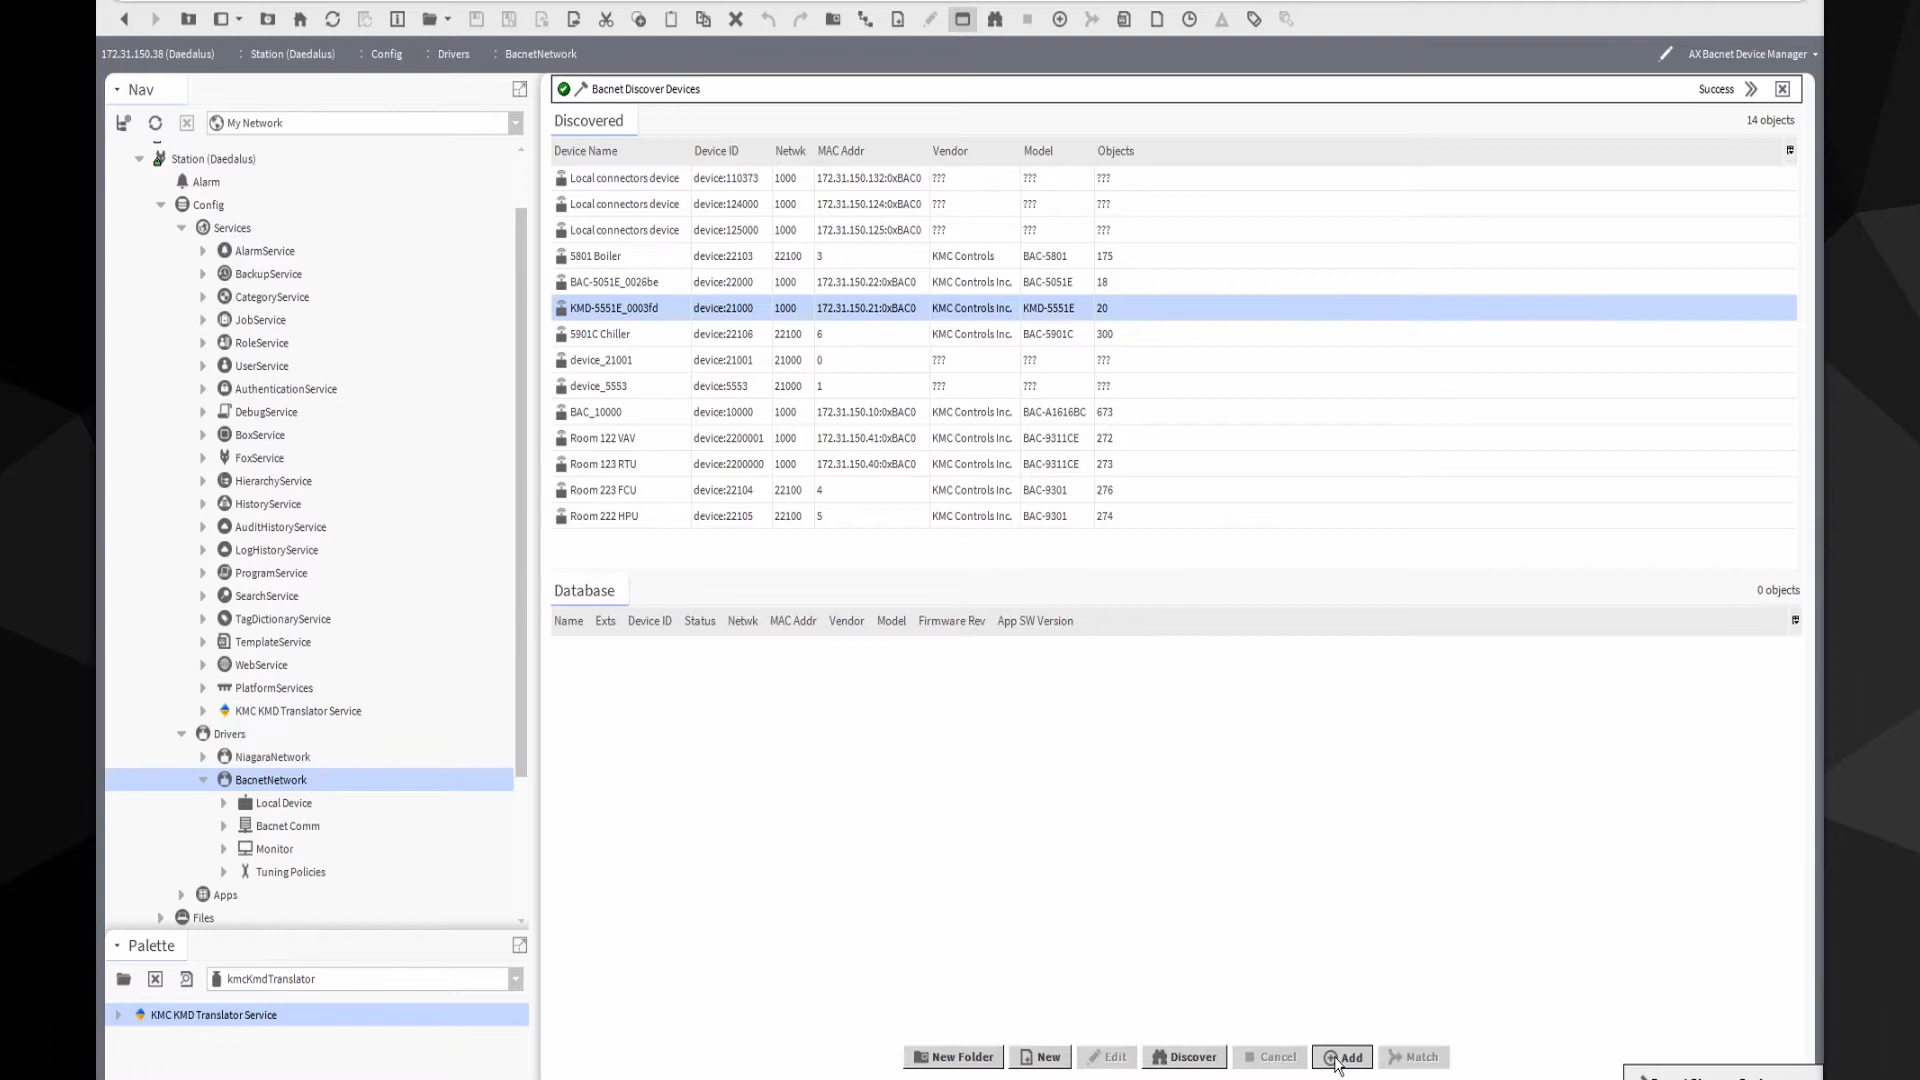 172.31.150.38 (Daedalus) : Station (Daedalus) : Config : Drivers : BacnetNetwork
AX Bacnet Device Manager
Nav
My Network
Station (Daedalus)
Alarm
Config
Services
AlarmService
BackupService
CategoryService
JobService
RoleService
UserService
AuthenticationService
DebugService
BoxService
FoxService
HierarchyService
HistoryService
AuditHistoryService
LogHistoryService
ProgramService
SearchService
TagDictionaryService
TemplateService
WebService
PlatformServices
KMC KMD Translator Service
Drivers
NiagaraNetwork
BacnetNetwork
Local Device
Bacnet Comm
Monitor
Tuning Policies
Apps
Files
Palette
kmcKmdTranslator
KMC KMD Translator Service
Bacnet Discover Devices Success
Discovered 14 objects
Device Name Device ID Netwk MAC Addr Vendor Model Objects
Local connectors device device:110373 1000 172.31.150.132:0xBAC0 ??? ??? ???
Local connectors device device:124000 1000 172.31.150.124:0xBAC0 ??? ??? ???
Local connectors device device:125000 1000 172.31.150.125:0xBAC0 ??? ??? ???
5801 Boiler device:22103 22100 3 KMC Controls BAC-5801 175
BAC-5051E_0026be device:22000 1000 172.31.150.22:0xBAC0 KMC Controls Inc. BAC-5051E 18
KMD-5551E_0003fd device:21000 1000 172.31.150.21:0xBAC0 KMC Controls Inc. KMD-5551E 20
5901C Chiller device:22106 22100 6 KMC Controls Inc. BAC-5901C 300
device_21001 device:21001 21000 0 ??? ??? ???
device_5553 device:5553 21000 1 ??? ??? ???
BAC_10000 device:10000 1000 172.31.150.10:0xBAC0 KMC Controls Inc. BAC-A1616BC 673
Room 122 VAV device:2200001 1000 172.31.150.41:0xBAC0 KMC Controls Inc. BAC-9311CE 272
Room 123 RTU device:2200000 1000 172.31.150.40:0xBAC0 KMC Controls Inc. BAC-9311CE 273
Room 223 FCU device:22104 22100 4 KMC Controls Inc. BAC-9301 276
Room 222 HPU device:22105 22100 5 KMC Controls Inc. BAC-9301 274
Database 0 objects
Name Exts Device ID Status Netwk MAC Addr Vendor Model Firmware Rev App SW Version
New Folder New Edit Discover Cancel Add Match